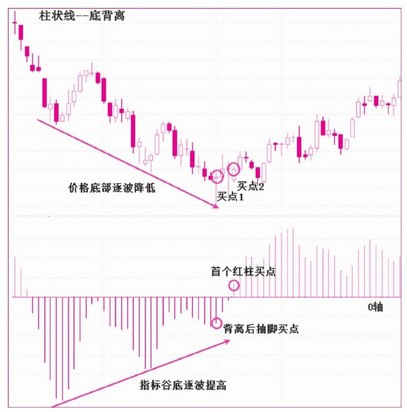 柱状线--底背离
价格底部逐波降低
买点2
买点1
首个红柱买点
0轴
背离后抽脚买点
指标谷底逐波提高